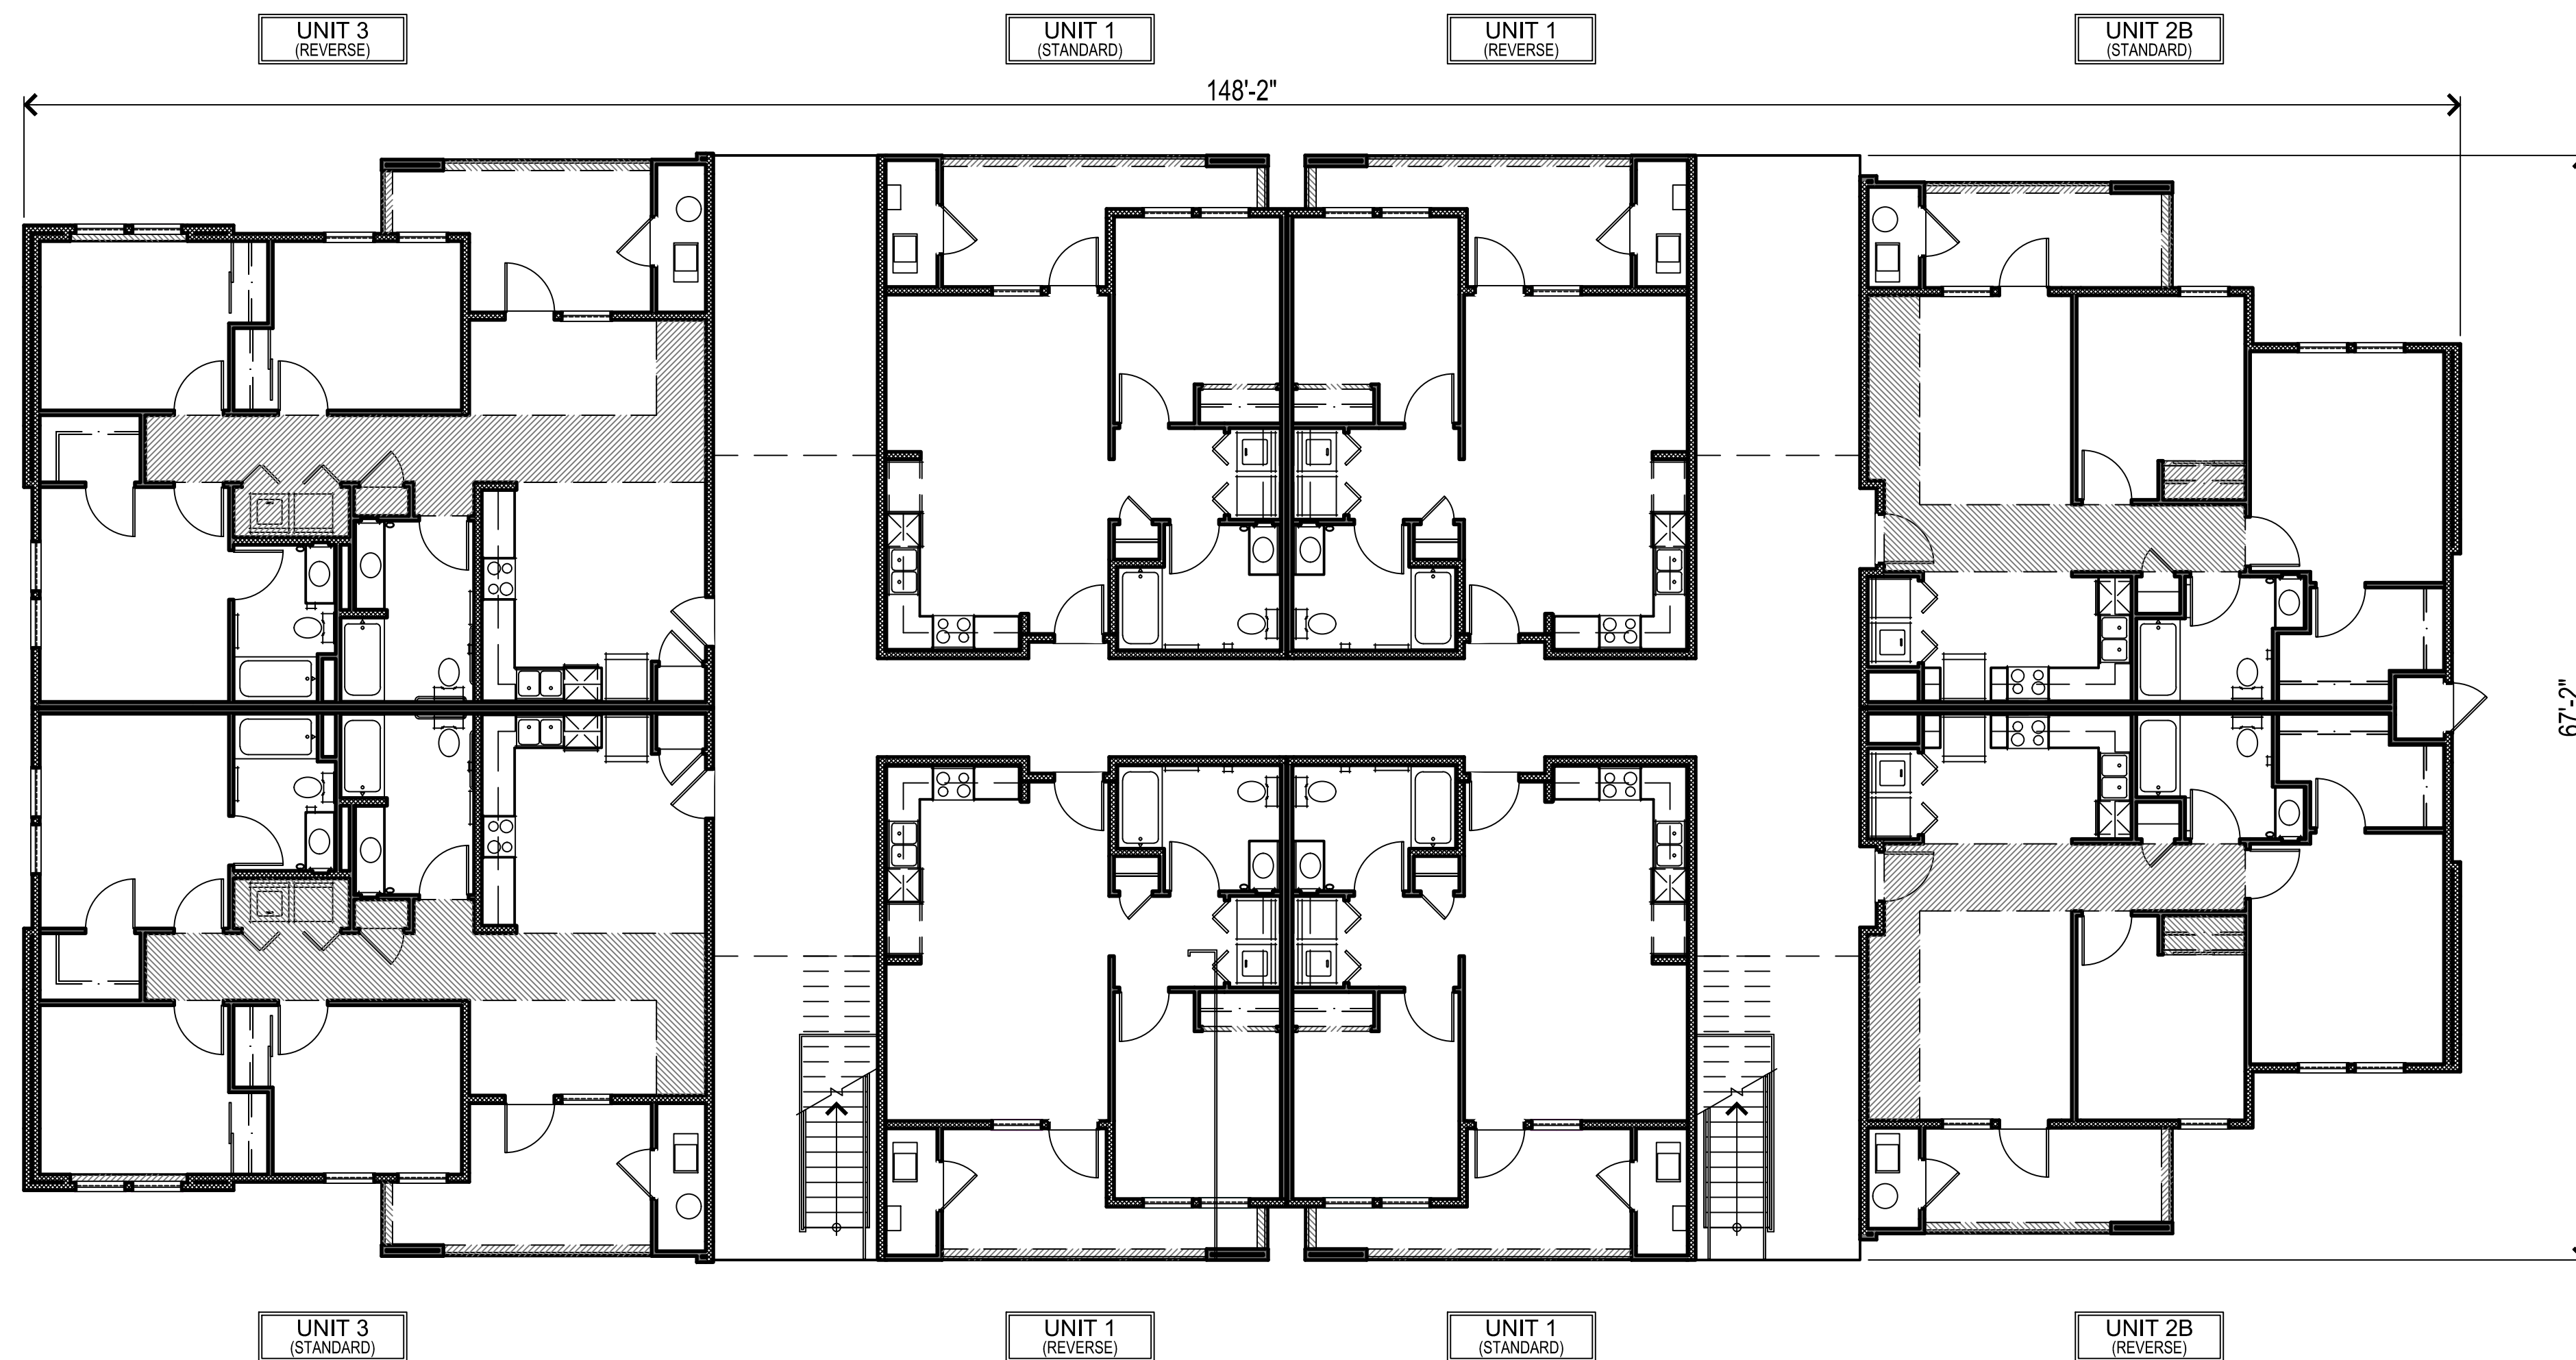 UNIT 3
(REVERSE)
UNIT 1
(STANDARD)
UNIT 1
(REVERSE)
UNIT 2B
(STANDARD)
148'-2"
67'-2"
UNIT 3
(STANDARD)
UNIT 1
(REVERSE)
UNIT 1
(STANDARD)
UNIT 2B
(REVERSE)